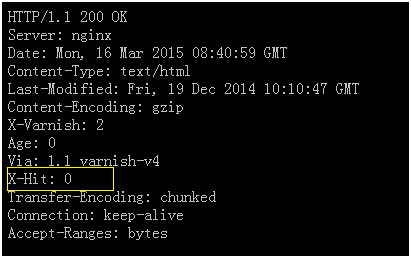 HTTP/1.1 200 OK
Server: nginx
Date: Mon, 16 Mar 2015 08:40:59 GMT
Content-Type: text/html
Last-Modified: Fri, 19 Dec 2014 10:10:47 GMT
Content-Encoding: gzip
X-Varnish: 2
Age: 0
Via: 1.1 varnish-v4
X-Hit: 0
Transfer-Encoding: chunked
Connection: keep-alive
Accept-Ranges: bytes